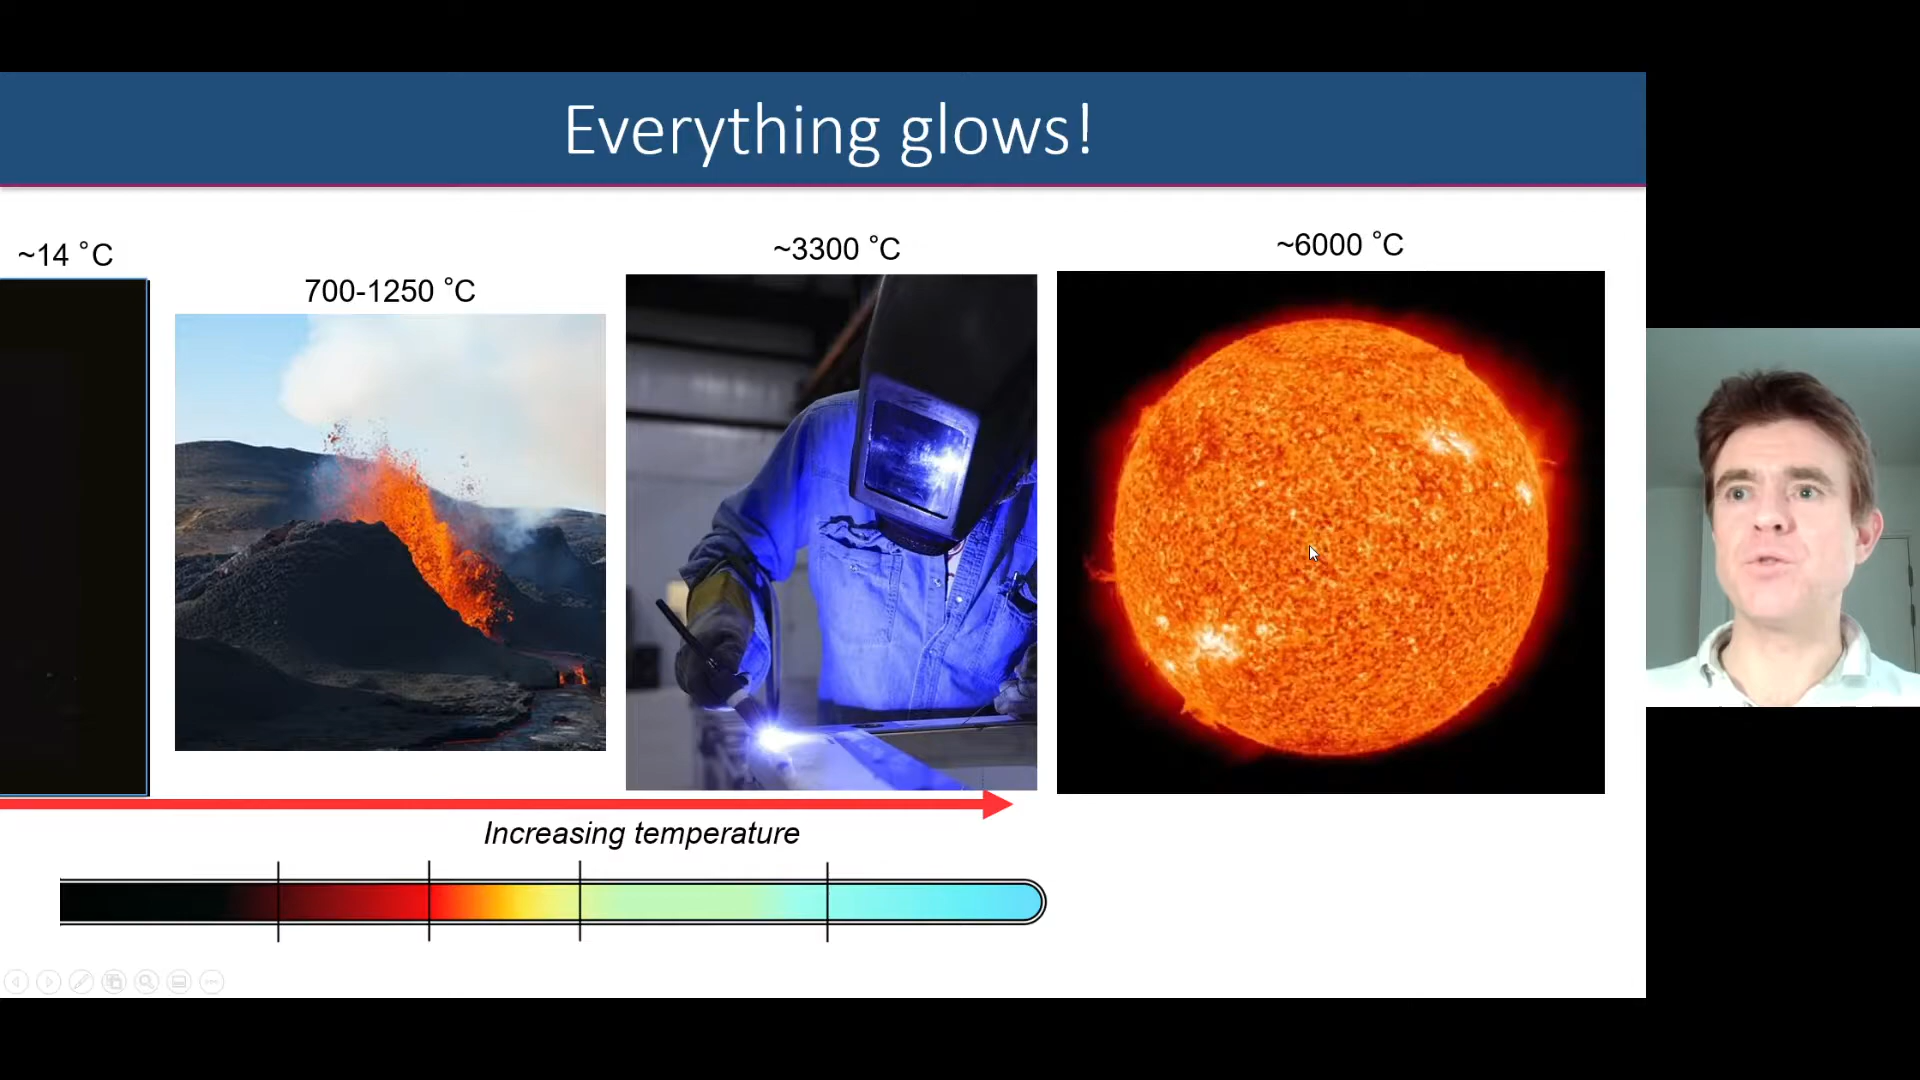 Everything glows!
~14 ˚C
700-1250 ˚C
~3300 ˚C
~6000 ˚C
Increasing temperature